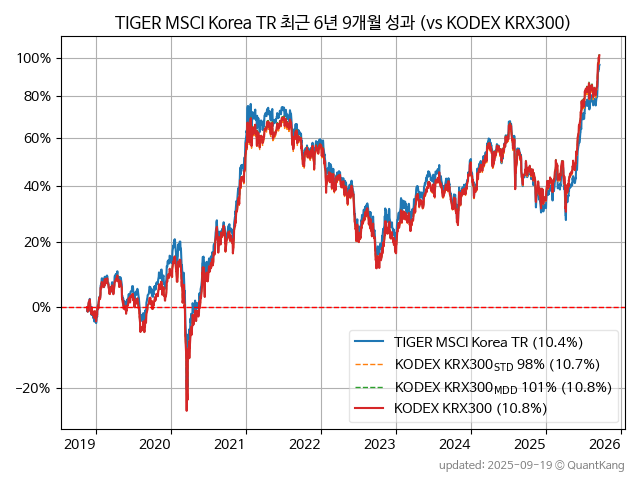 TIGER MSCI Korea TR 최근 6년 9개월 성과 (vs KODEX KRX300)
100%
80%
60%
40%
20%
0%
−20%
TIGER MSCI Korea TR (10.4%)
KODEX KRX300STD 98% (10.7%)
KODEX KRX300MDD 101% (10.8%)
KODEX KRX300 (10.8%)
2019 2020 2021 2022 2023 2024 2025 2026
updated: 2025-09-19 © QuantKang